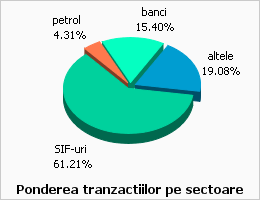 petrol
4.31%
banci
15.40%
altele
19.08%
SIF-uri
61.21%
Ponderea tranzactiilor pe sectoare